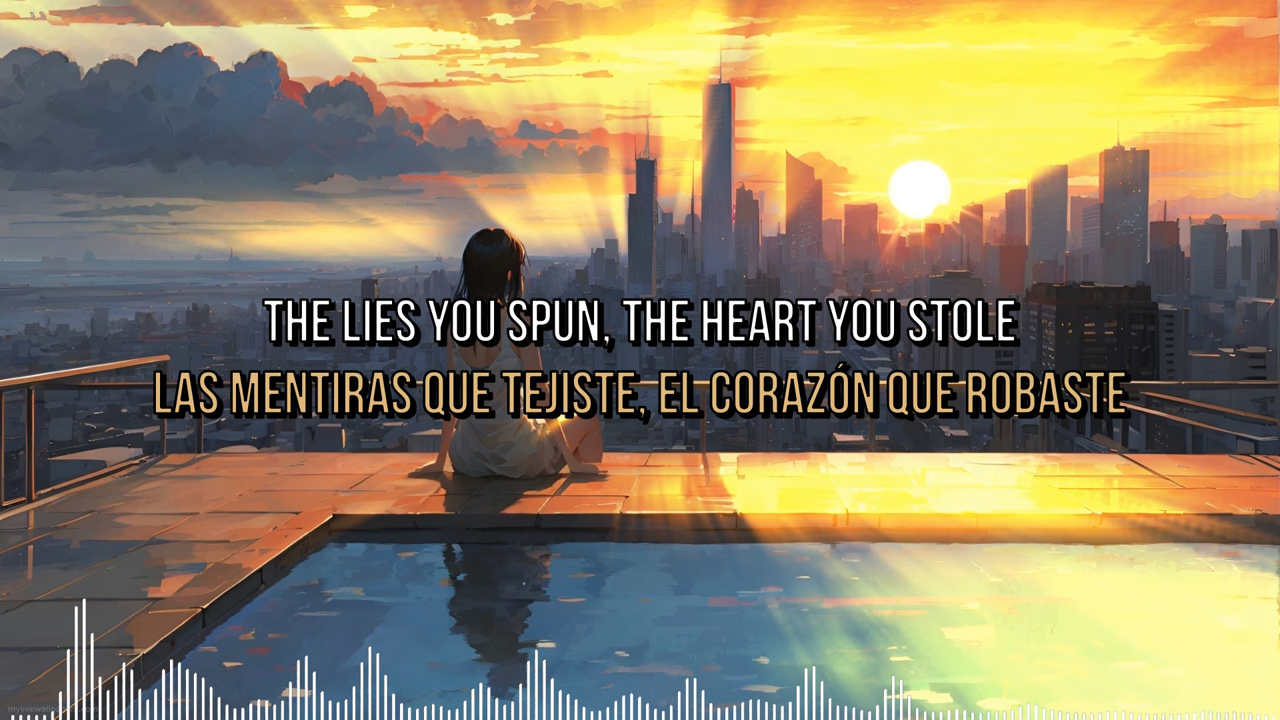 THE LIES YOU SPUN, THE HEART YOU STOLE
LAS MENTIRAS QUE TEJISTE, EL CORAZÓN QUE ROBASTE